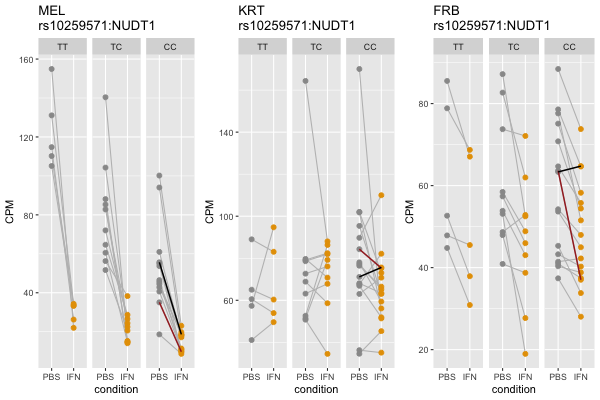 MEL
rs10259571:NUDT1
TT TC CC
CPM
160
120
80
40
PBS IFN PBS IFN PBS IFN
condition
KRT
rs10259571:NUDT1
TT TC CC
CPM
140
100
60
PBS IFN PBS IFN PBS IFN
condition
FRB
rs10259571:NUDT1
TT TC CC
CPM
80
60
40
20
PBS IFN PBS IFN PBS IFN
condition